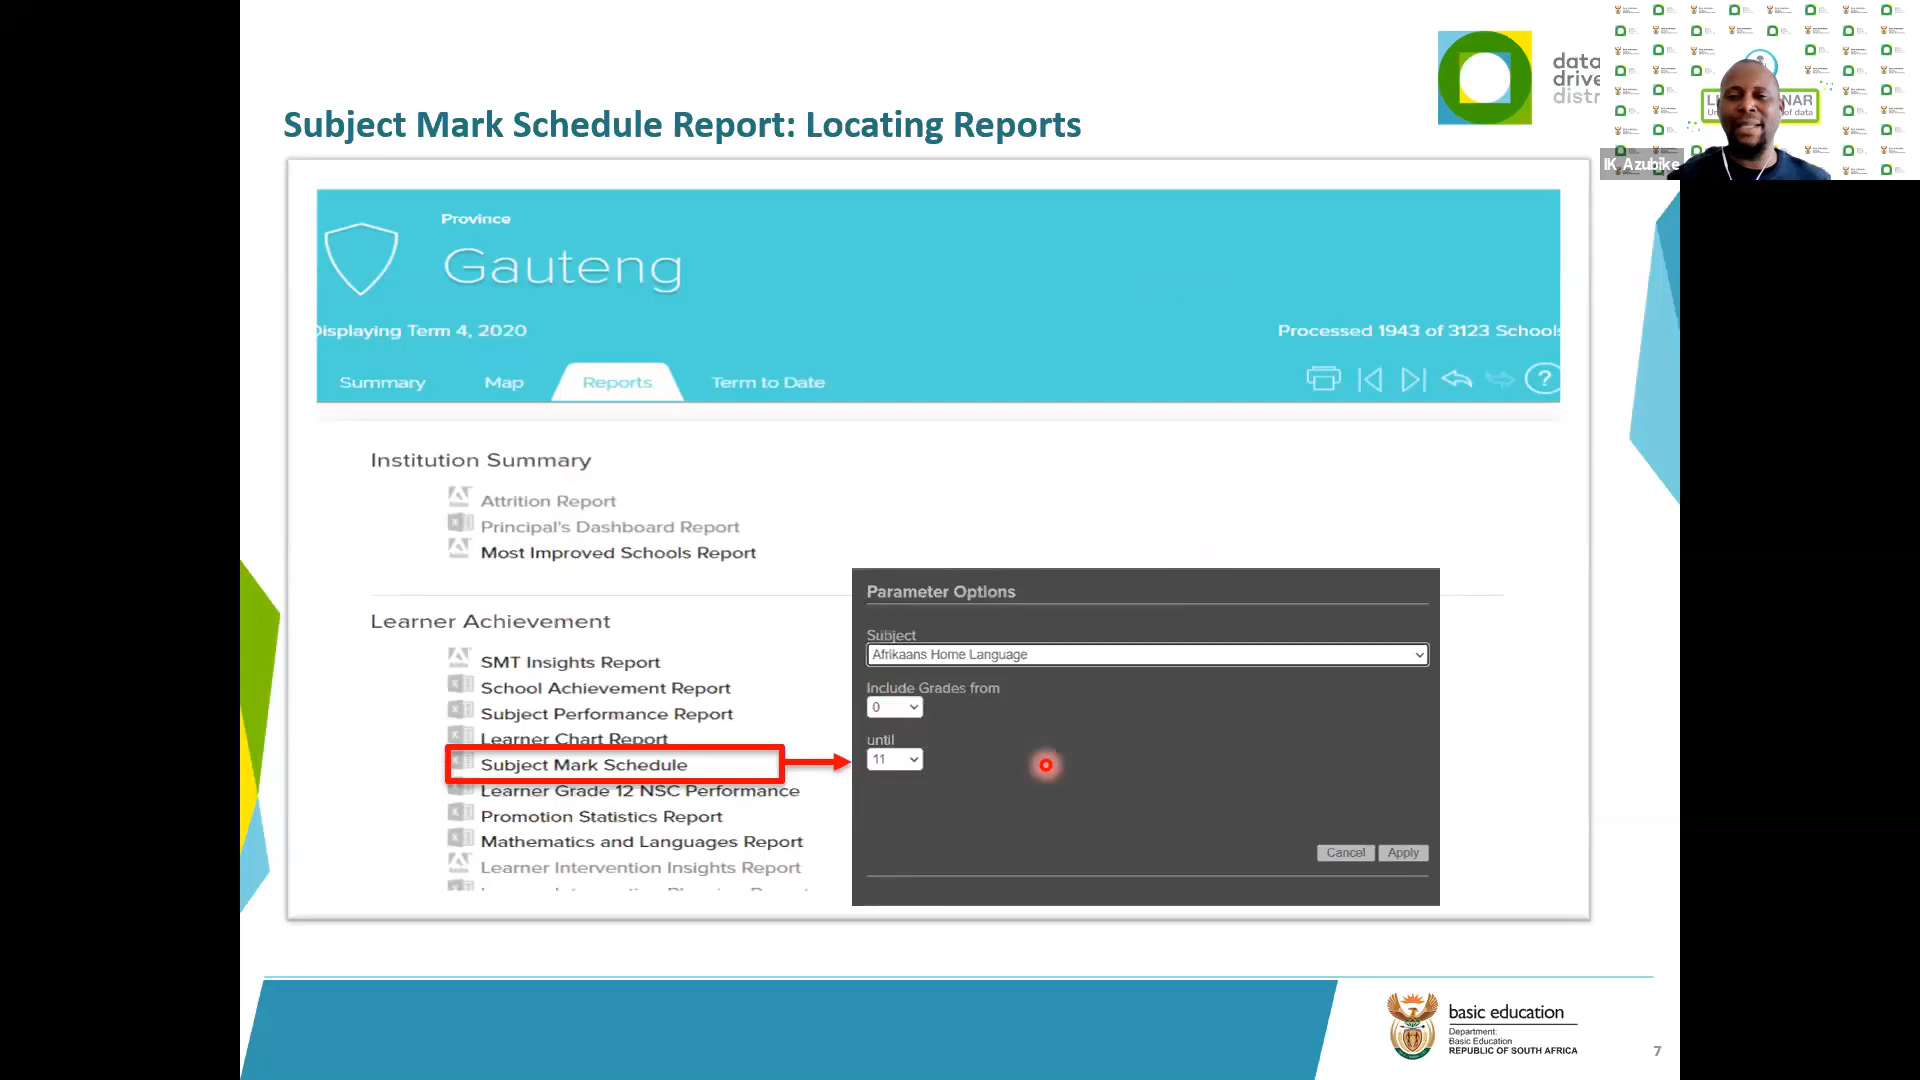 Subject Mark Schedule Report: Locating Reports
data
drive
distr
IK_Azubike
Province
Gauteng
Displaying Term 4, 2020
Processed 1943 of 3123 Schools
Summary
Map
Reports
Term to Date
?
Institution Summary
Attrition Report
Principal's Dashboard Report
Most Improved Schools Report
Learner Achievement
SMT Insights Report
School Achievement Report
Subject Performance Report
Learner Chart Report
Subject Mark Schedule
Learner Grade 12 NSC Performance
Promotion Statistics Report
Mathematics and Languages Report
Learner Intervention Insights Report
Parameter Options
Subject
Afrikaans Home Language
Include Grades from
0
until
11
Cancel
Apply
basic education
Department:
Basic Education
REPUBLIC OF SOUTH AFRICA
7